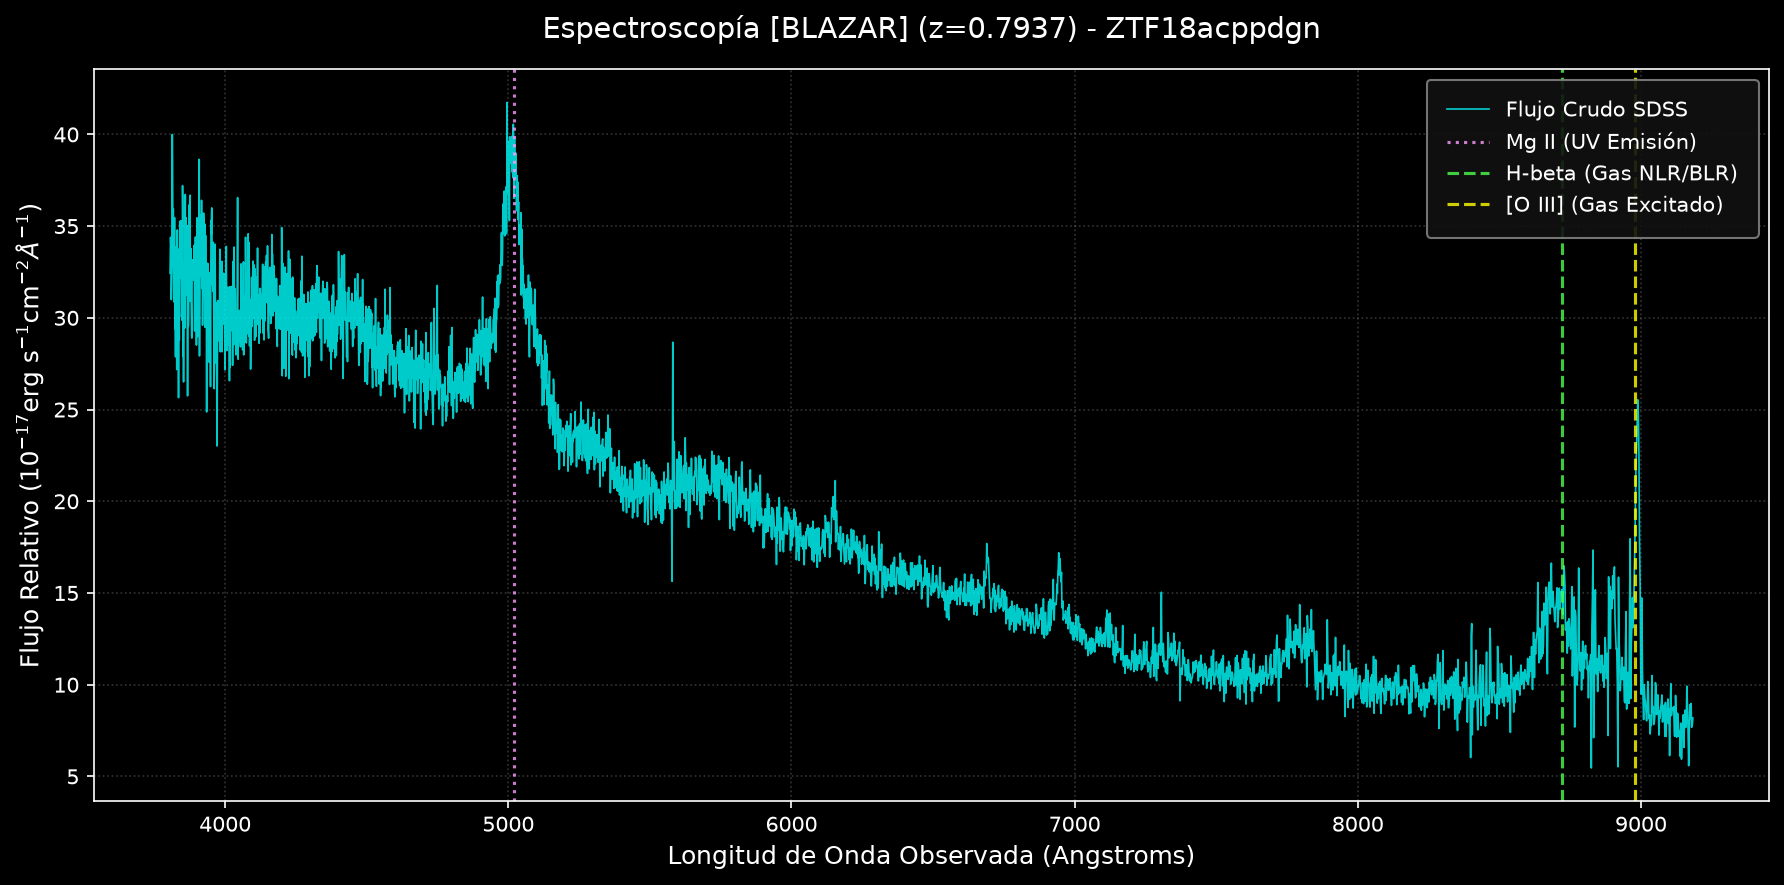 Espectroscopía [BLAZAR] (z=0.7937) - ZTF18acppdgn
Flujo Crudo SDSS
Mg II (UV Emisión)
H-beta (Gas NLR/BLR)
[O III] (Gas Excitado)
Flujo Relativo (10⁻¹⁷erg s⁻¹cm⁻²Å⁻¹)
40
35
30
25
20
15
10
5
4000 5000 6000 7000 8000 9000
Longitud de Onda Observada (Angstroms)